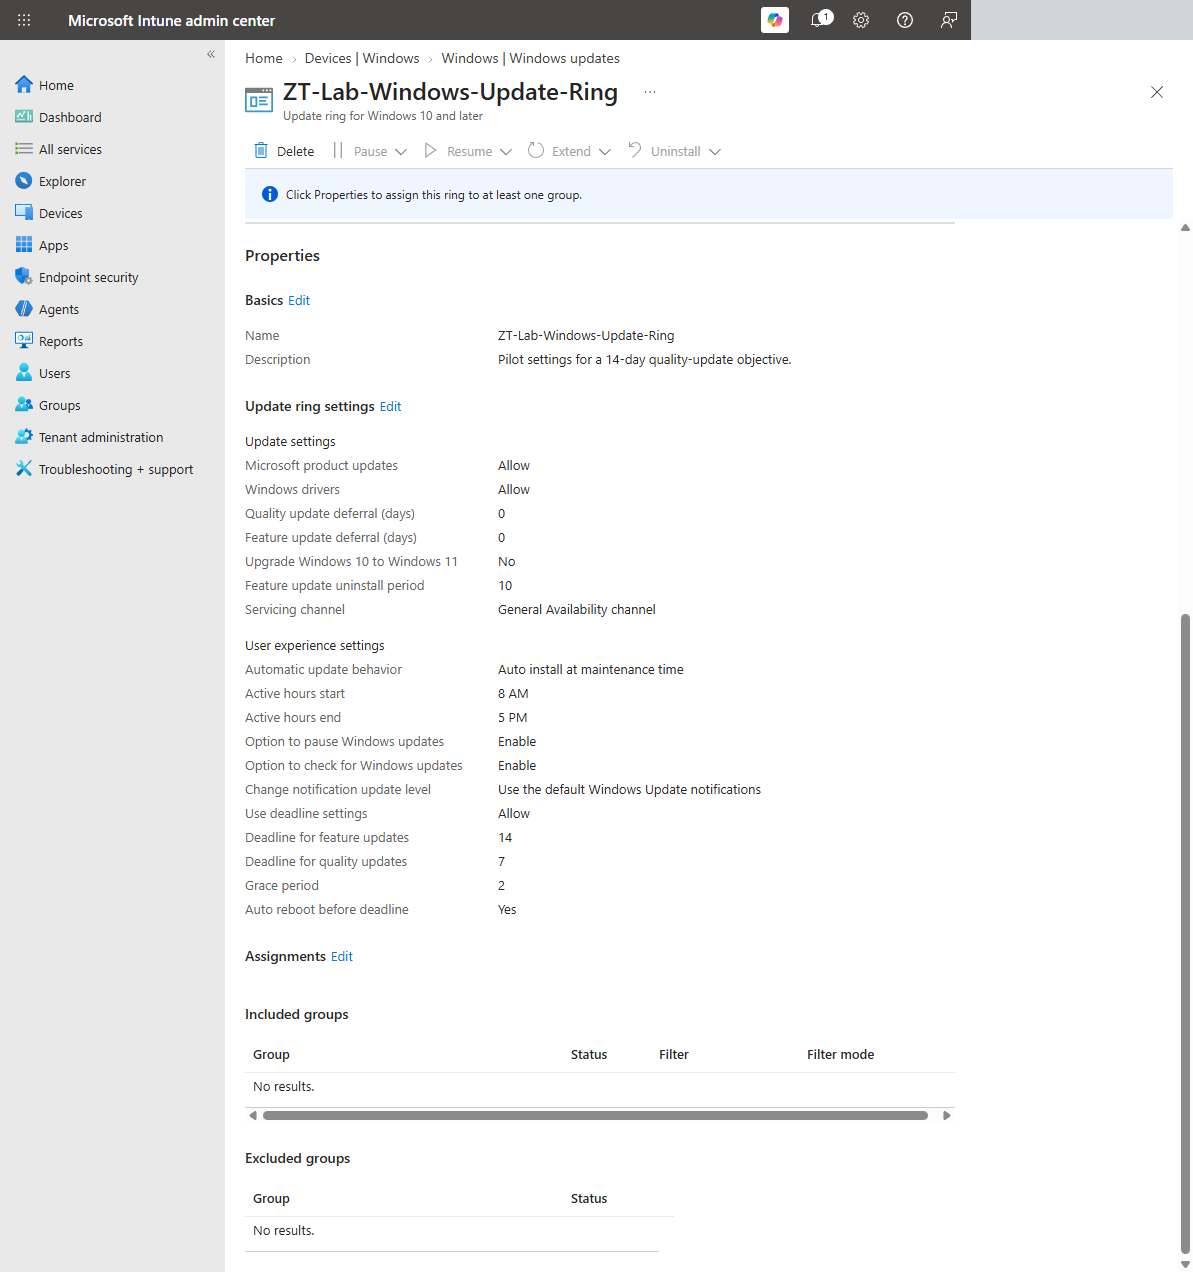 Microsoft Intune admin center
1
Home
Dashboard
All services
Explorer
Devices
Apps
Endpoint security
Agents
Reports
Users
Groups
Tenant administration
Troubleshooting + support
Home > Devices | Windows > Windows | Windows updates
ZT-Lab-Windows-Update-Ring ...
Update ring for Windows 10 and later
Delete Pause Resume Extend Uninstall
Click Properties to assign this ring to at least one group.
Properties
Basics Edit
Name ZT-Lab-Windows-Update-Ring
Description Pilot settings for a 14-day quality-update objective.
Update ring settings Edit
Update settings
Microsoft product updates Allow
Windows drivers Allow
Quality update deferral (days) 0
Feature update deferral (days) 0
Upgrade Windows 10 to Windows 11 No
Feature update uninstall period 10
Servicing channel General Availability channel
User experience settings
Automatic update behavior Auto install at maintenance time
Active hours start 8 AM
Active hours end 5 PM
Option to pause Windows updates Enable
Option to check for Windows updates Enable
Change notification update level Use the default Windows Update notifications
Use deadline settings Allow
Deadline for feature updates 14
Deadline for quality updates 7
Grace period 2
Auto reboot before deadline Yes
Assignments Edit
Included groups
Group Status Filter Filter mode
No results.
Excluded groups
Group Status
No results.